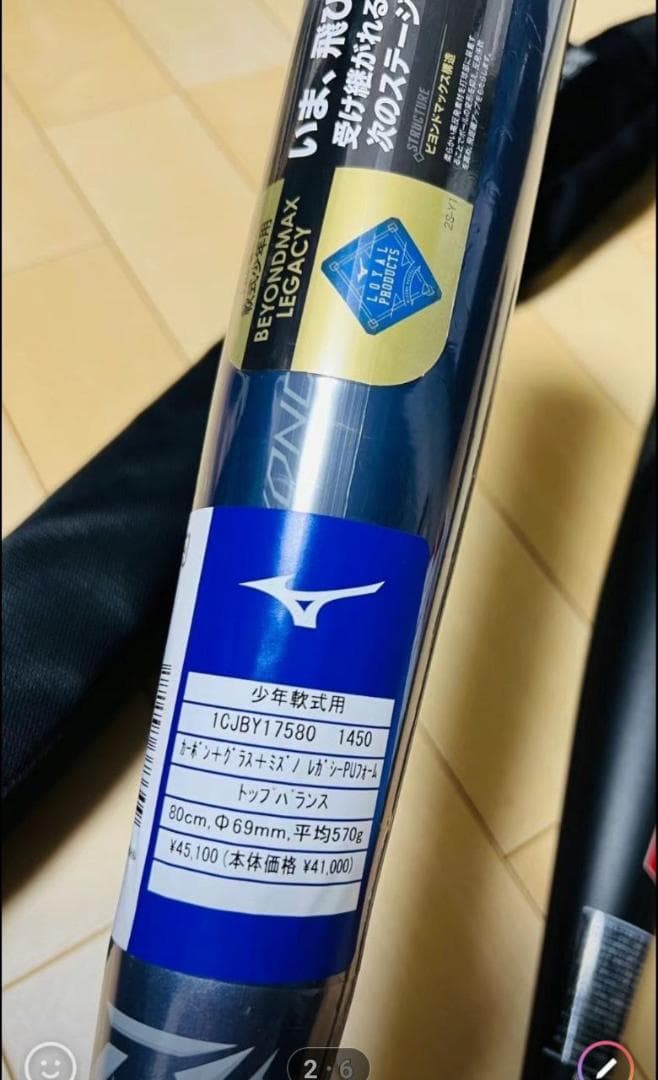 いま、飛び
受け継がれる
次のステージ
◇STRUCTURE
ビヨンドマックス構造
2S-Y1
軟式少年用
BEYONDMAX
LEGACY
LOYAL
PRODUCTS
少年軟式用
1CJBY17580 1450
カーボン+グラス+ミズノ レガシーPUフォーム
トップバランス
80cm,Φ69mm,平均570g
¥45,100(本体価格 ¥41,000)
2・6